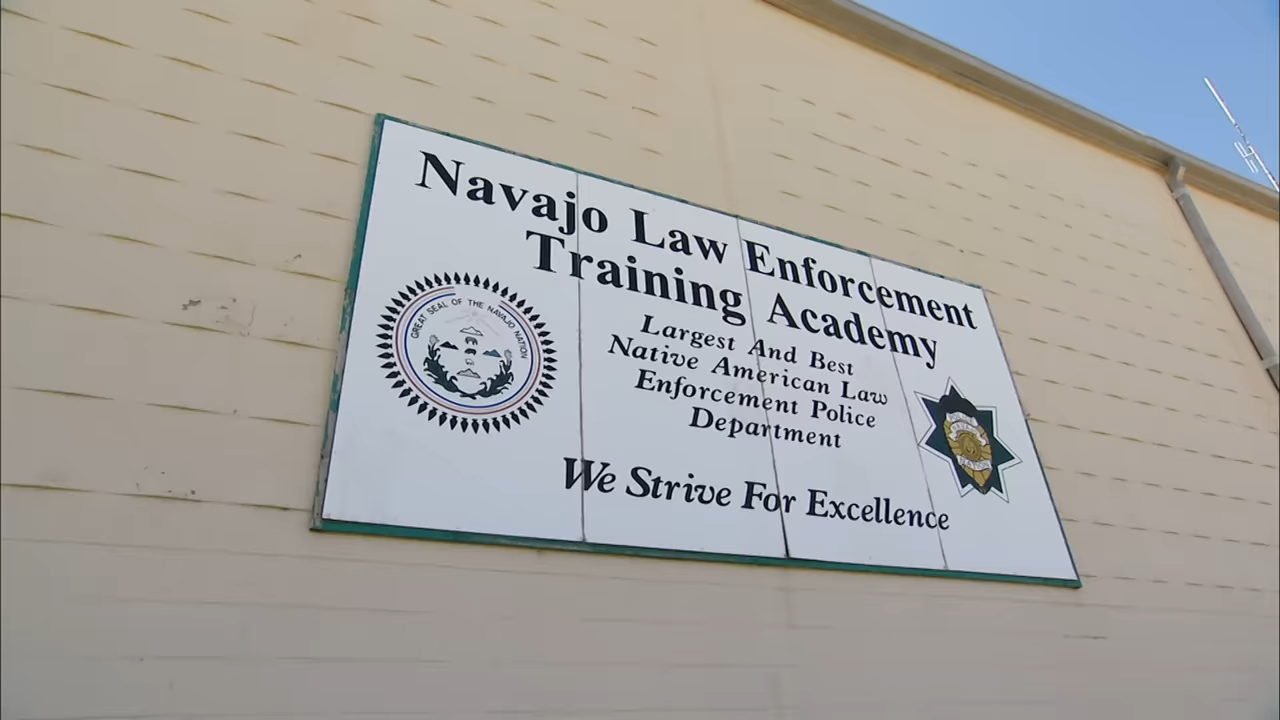 Navajo Law Enforcement
Training Academy
Largest And Best
Native American Law
Enforcement Police
Department
We Strive For Excellence
GREAT SEAL OF THE NAVAJO NATION